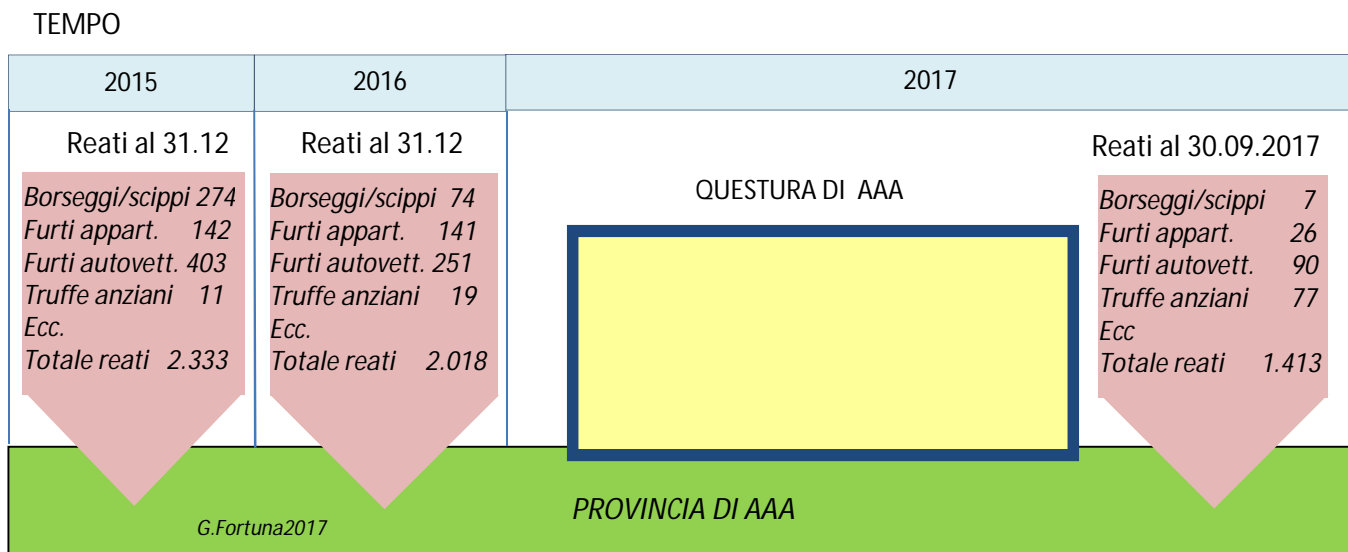 TEMPO
2015
2016
2017
Reati al 31.12
Borseggi/scippi 274
Furti appart. 142
Furti autovett. 403
Truffe anziani 11
Ecc.
Totale reati 2.333
Reati al 31.12
Borseggi/scippi 74
Furti appart. 141
Furti autovett. 251
Truffe anziani 19
Ecc.
Totale reati 2.018
QUESTURA DI AAA
Reati al 30.09.2017
Borseggi/scippi 7
Furti appart. 26
Furti autovett. 90
Truffe anziani 77
Ecc
Totale reati 1.413
PROVINCIA DI AAA
G.Fortuna2017